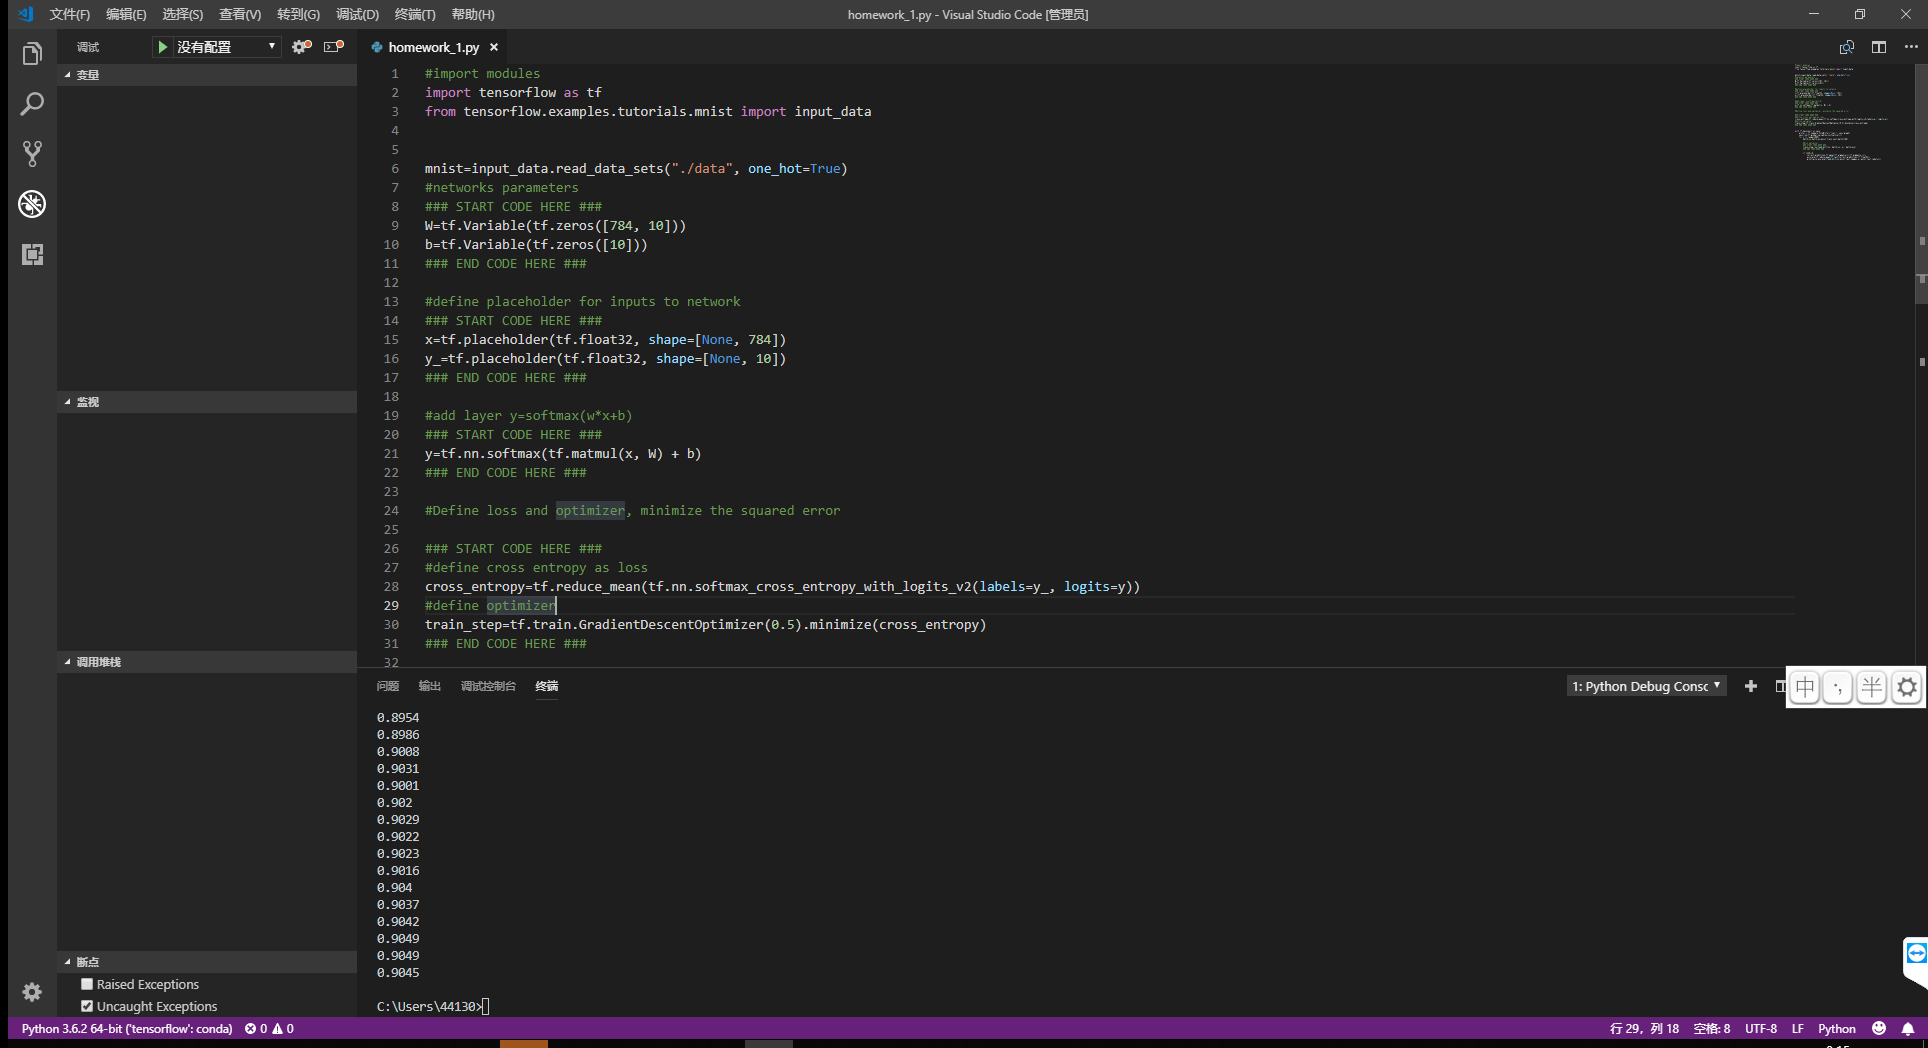 文件(F) 编辑(E) 选择(S) 查看(V) 转到(G) 调试(D) 终端(T) 帮助(H)
homework_1.py - Visual Studio Code [管理员]
调试 没有配置
homework_1.py
变量
监视
调用堆栈
断点
Raised Exceptions
Uncaught Exceptions
1 #import modules
2 import tensorflow as tf
3 from tensorflow.examples.tutorials.mnist import input_data
4
5
6 mnist=input_data.read_data_sets("./data", one_hot=True)
7 #networks parameters
8 ### START CODE HERE ###
9 W=tf.Variable(tf.zeros([784, 10]))
10 b=tf.Variable(tf.zeros([10]))
11 ### END CODE HERE ###
12
13 #define placeholder for inputs to network
14 ### START CODE HERE ###
15 x=tf.placeholder(tf.float32, shape=[None, 784])
16 y_=tf.placeholder(tf.float32, shape=[None, 10])
17 ### END CODE HERE ###
18
19 #add layer y=softmax(w*x+b)
20 ### START CODE HERE ###
21 y=tf.nn.softmax(tf.matmul(x, W) + b)
22 ### END CODE HERE ###
23
24 #Define loss and optimizer, minimize the squared error
25
26 ### START CODE HERE ###
27 #define cross entropy as loss
28 cross_entropy=tf.reduce_mean(tf.nn.softmax_cross_entropy_with_logits_v2(labels=y_, logits=y))
29 #define optimizer
30 train_step=tf.train.GradientDescentOptimizer(0.5).minimize(cross_entropy)
31 ### END CODE HERE ###
32
问题 输出 调试控制台 终端
1: Python Debug Consc
中 ·, 半
0.8954
0.8986
0.9008
0.9031
0.9001
0.902
0.9029
0.9022
0.9023
0.9016
0.904
0.9037
0.9042
0.9049
0.9049
0.9045
C:\Users\44130>
Python 3.6.2 64-bit ('tensorflow': conda) 0 0
行 29，列 18 空格: 8 UTF-8 LF Python